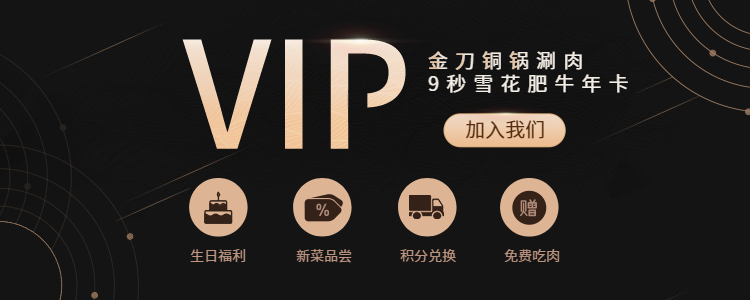 VIP
金刀铜锅涮肉
9秒雪花肥牛年卡
加入我们
%
赠
生日福利
新菜品尝
积分兑换
免费吃肉